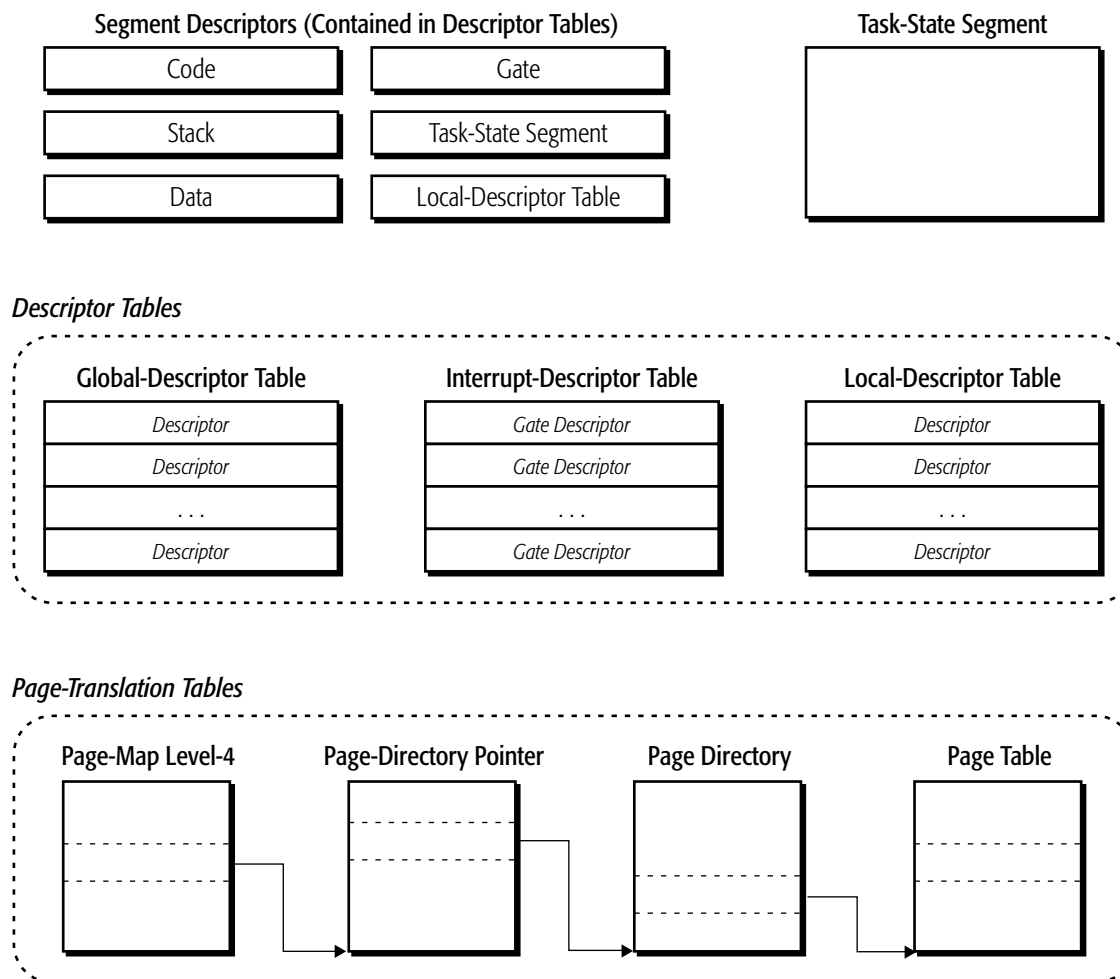 Segment Descriptors (Contained in Descriptor Tables)
Task-State Segment
Code
Gate
Stack
Task-State Segment
Data
Local-Descriptor Table
Descriptor Tables
Global-Descriptor Table
Interrupt-Descriptor Table
Local-Descriptor Table
Descriptor
Gate Descriptor
Descriptor
Descriptor
Gate Descriptor
Descriptor
. . .
. . .
. . .
Descriptor
Gate Descriptor
Descriptor
Page-Translation Tables
Page-Map Level-4
Page-Directory Pointer
Page Directory
Page Table